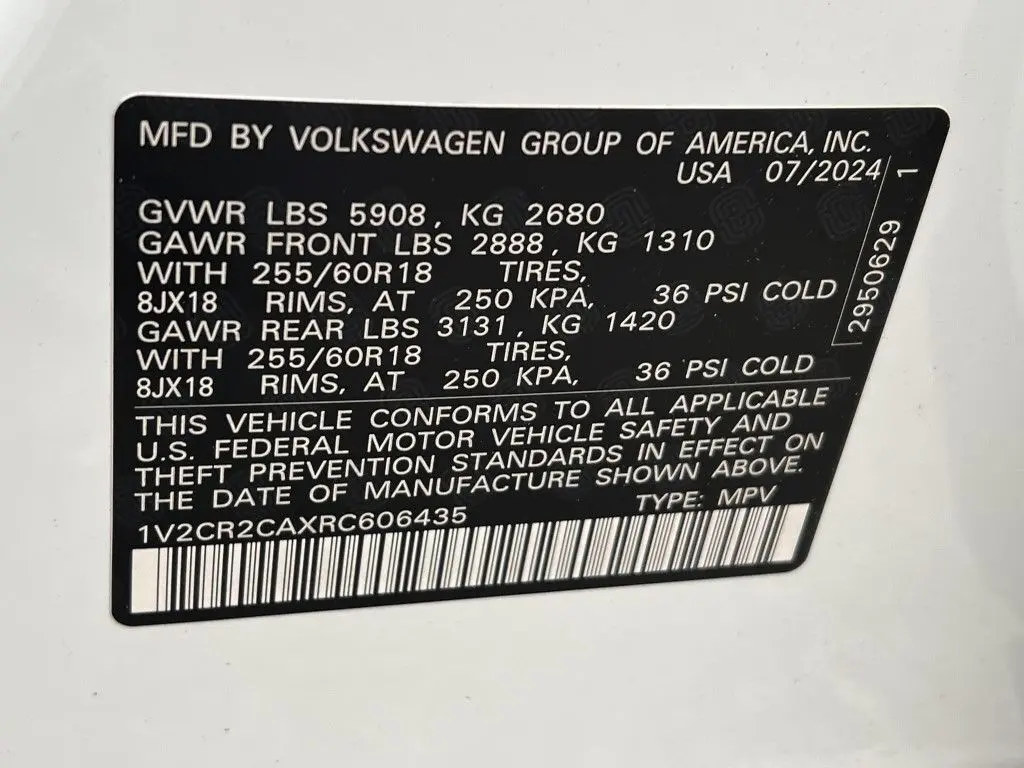 MFD BY VOLKSWAGEN GROUP OF AMERICA, INC.
USA 07/2024
GVWR LBS 5908, KG 2680
GAWR FRONT LBS 2888, KG 1310
WITH 255/60R18 TIRES,
8JX18 RIMS, AT 250 KPA, 36 PSI COLD
GAWR REAR LBS 3131, KG 1420
WITH 255/60R18 TIRES,
8JX18 RIMS, AT 250 KPA, 36 PSI COLD
2950629 1
THIS VEHICLE CONFORMS TO ALL APPLICABLE
U.S. FEDERAL MOTOR VEHICLE SAFETY AND
THEFT PREVENTION STANDARDS IN EFFECT ON
THE DATE OF MANUFACTURE SHOWN ABOVE.
1V2CR2CAXRC606435 TYPE: MPV